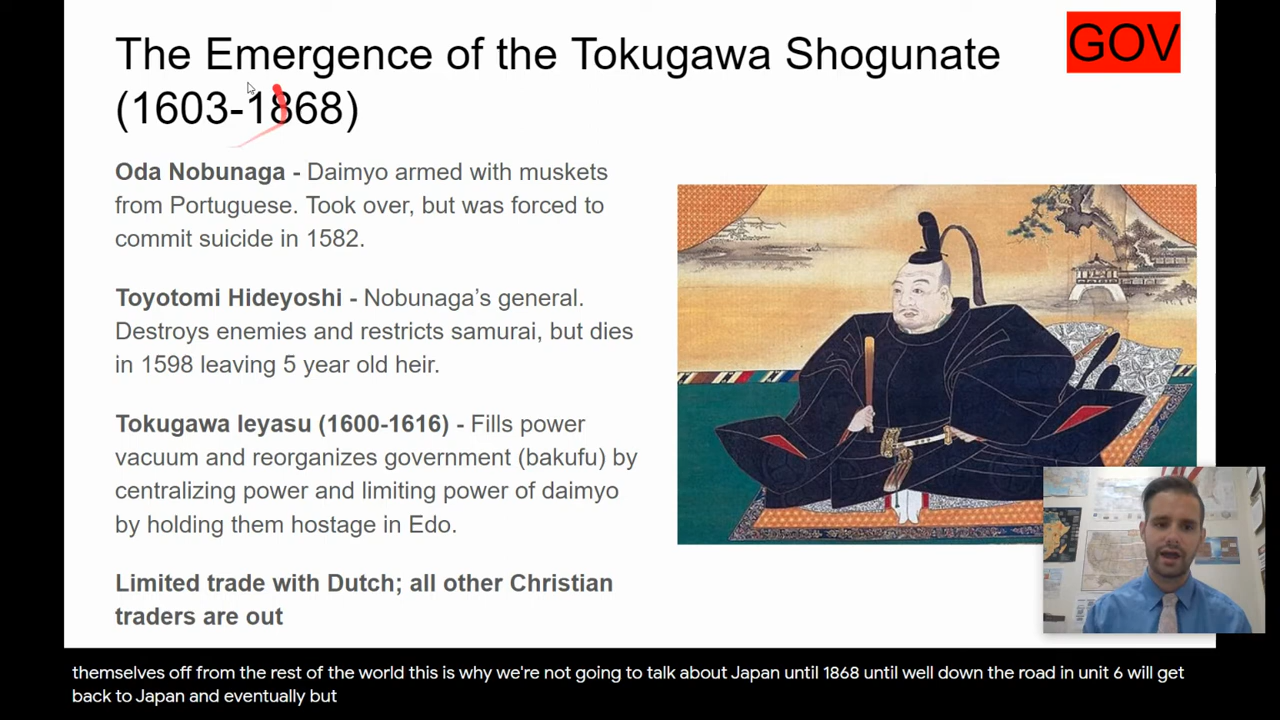 The Emergence of the Tokugawa Shogunate
(1603-1868)
GOV
Oda Nobunaga - Daimyo armed with muskets
from Portuguese. Took over, but was forced to
commit suicide in 1582.
Toyotomi Hideyoshi - Nobunaga’s general.
Destroys enemies and restricts samurai, but dies
in 1598 leaving 5 year old heir.
Tokugawa Ieyasu (1600-1616) - Fills power
vacuum and reorganizes government (bakufu) by
centralizing power and limiting power of daimyo
by holding them hostage in Edo.
Limited trade with Dutch; all other Christian
traders are out
themselves off from the rest of the world this is why we're not going to talk about Japan until 1868 until well down the road in unit 6 will get
back to Japan and eventually but